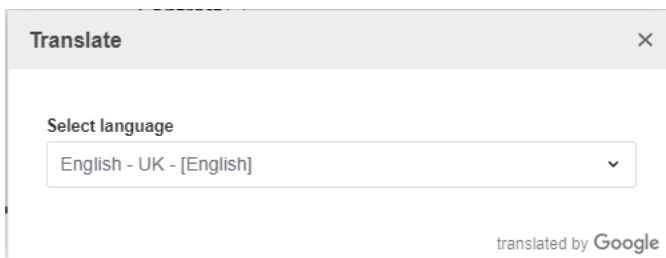 Translate
Select language
English - UK - [English]
translated by Google